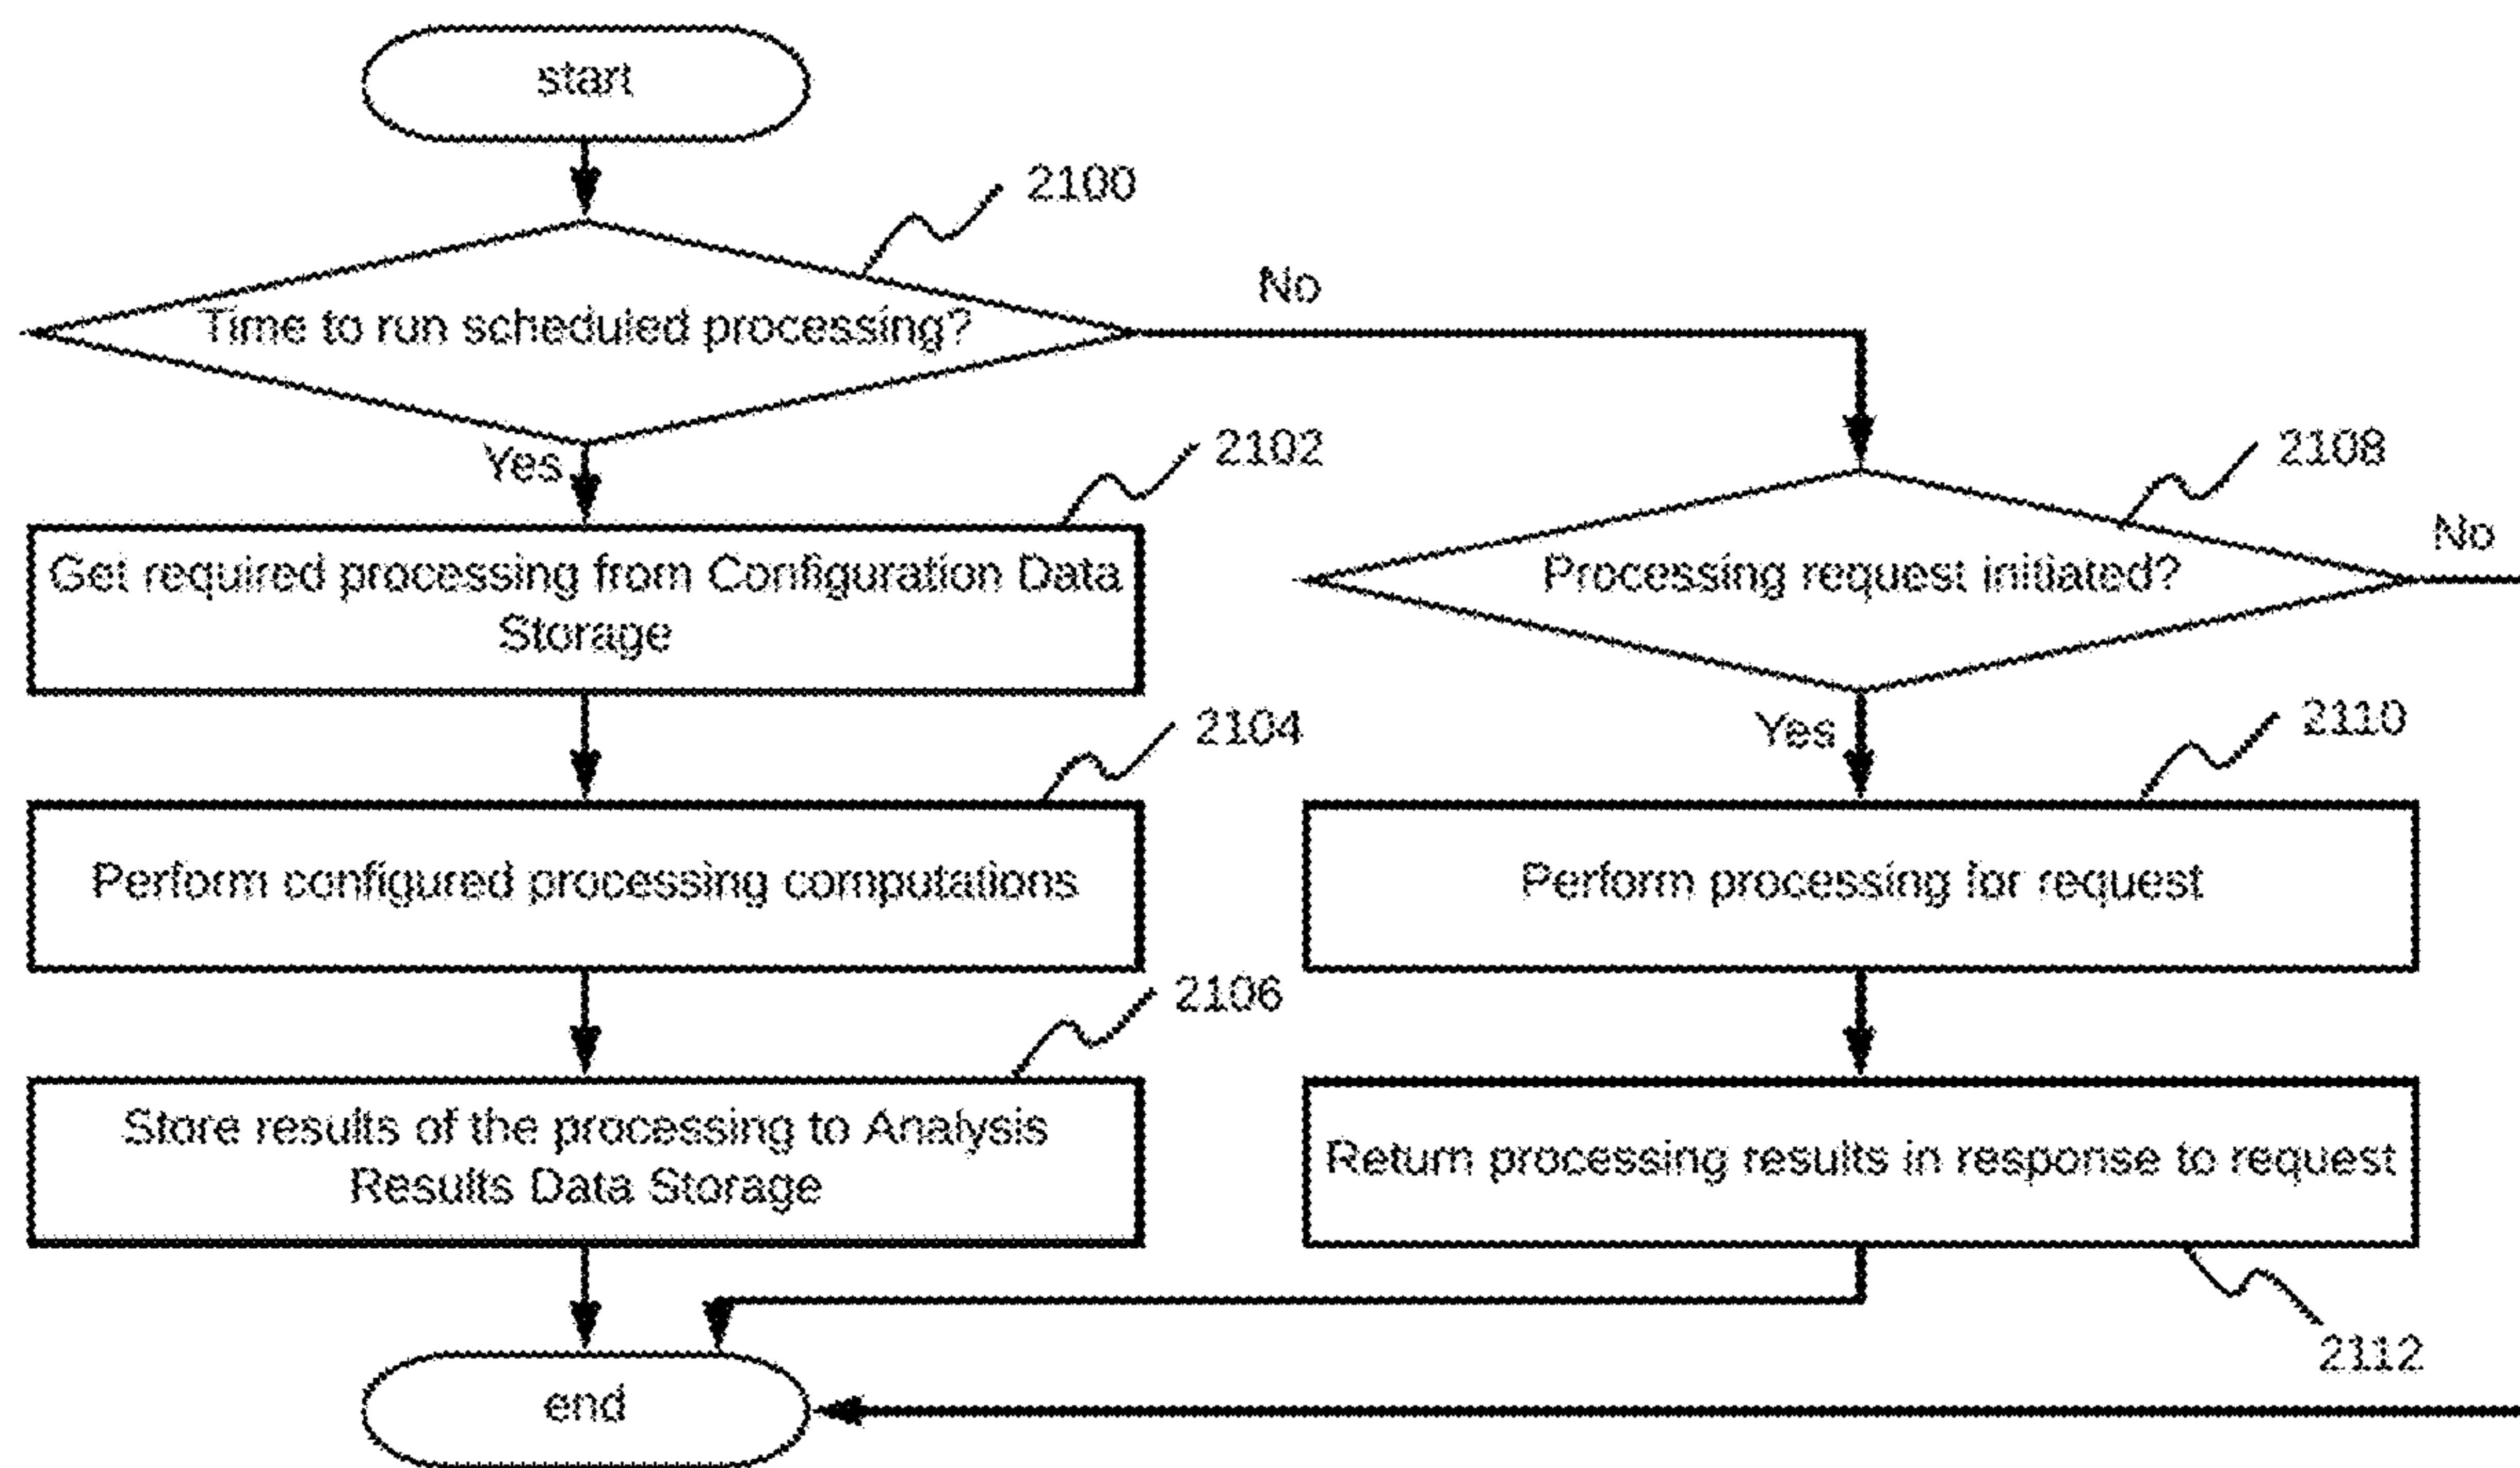 start
2100
No
Time to run scheduled processing?
Yes
2102
2108
No
Get required processing from Configuration Data
Storage
Processing request initiated?
2104
Yes
2110
Perform configured processing computations
Perform processing for request
2106
Store results of the processing to Analysis
Results Data Storage
Return processing results in response to request
2112
end